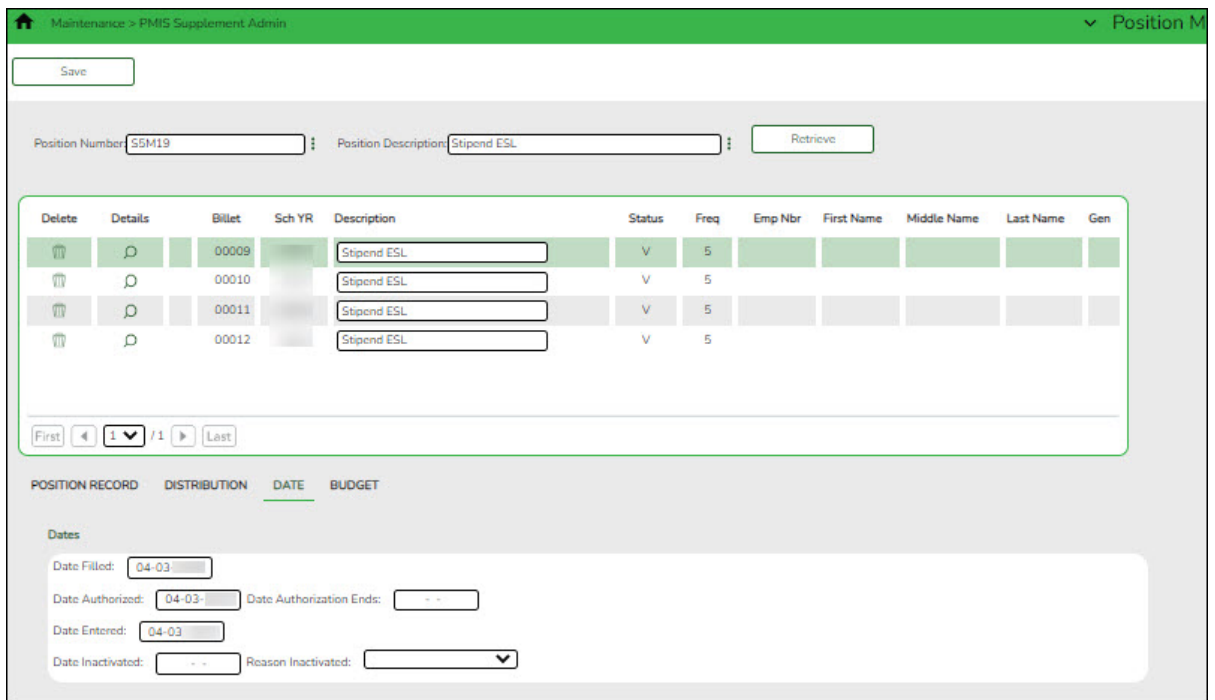 Maintenance > PMIS Supplement Admin
Position M
Save
Position Number: S5M19 Position Description: Stipend ESL Retrieve
Delete Details Billet Sch YR Description Status Freq Emp Nbr First Name Middle Name Last Name Gen
00009 Stipend ESL V 5
00010 Stipend ESL V 5
00011 Stipend ESL V 5
00012 Stipend ESL V 5
First 1 / 1 Last
POSITION RECORD DISTRIBUTION DATE BUDGET
Dates
Date Filled: 04-03-
Date Authorized: 04-03- Date Authorization Ends: - -
Date Entered: 04-03
Date Inactivated: - - Reason Inactivated: